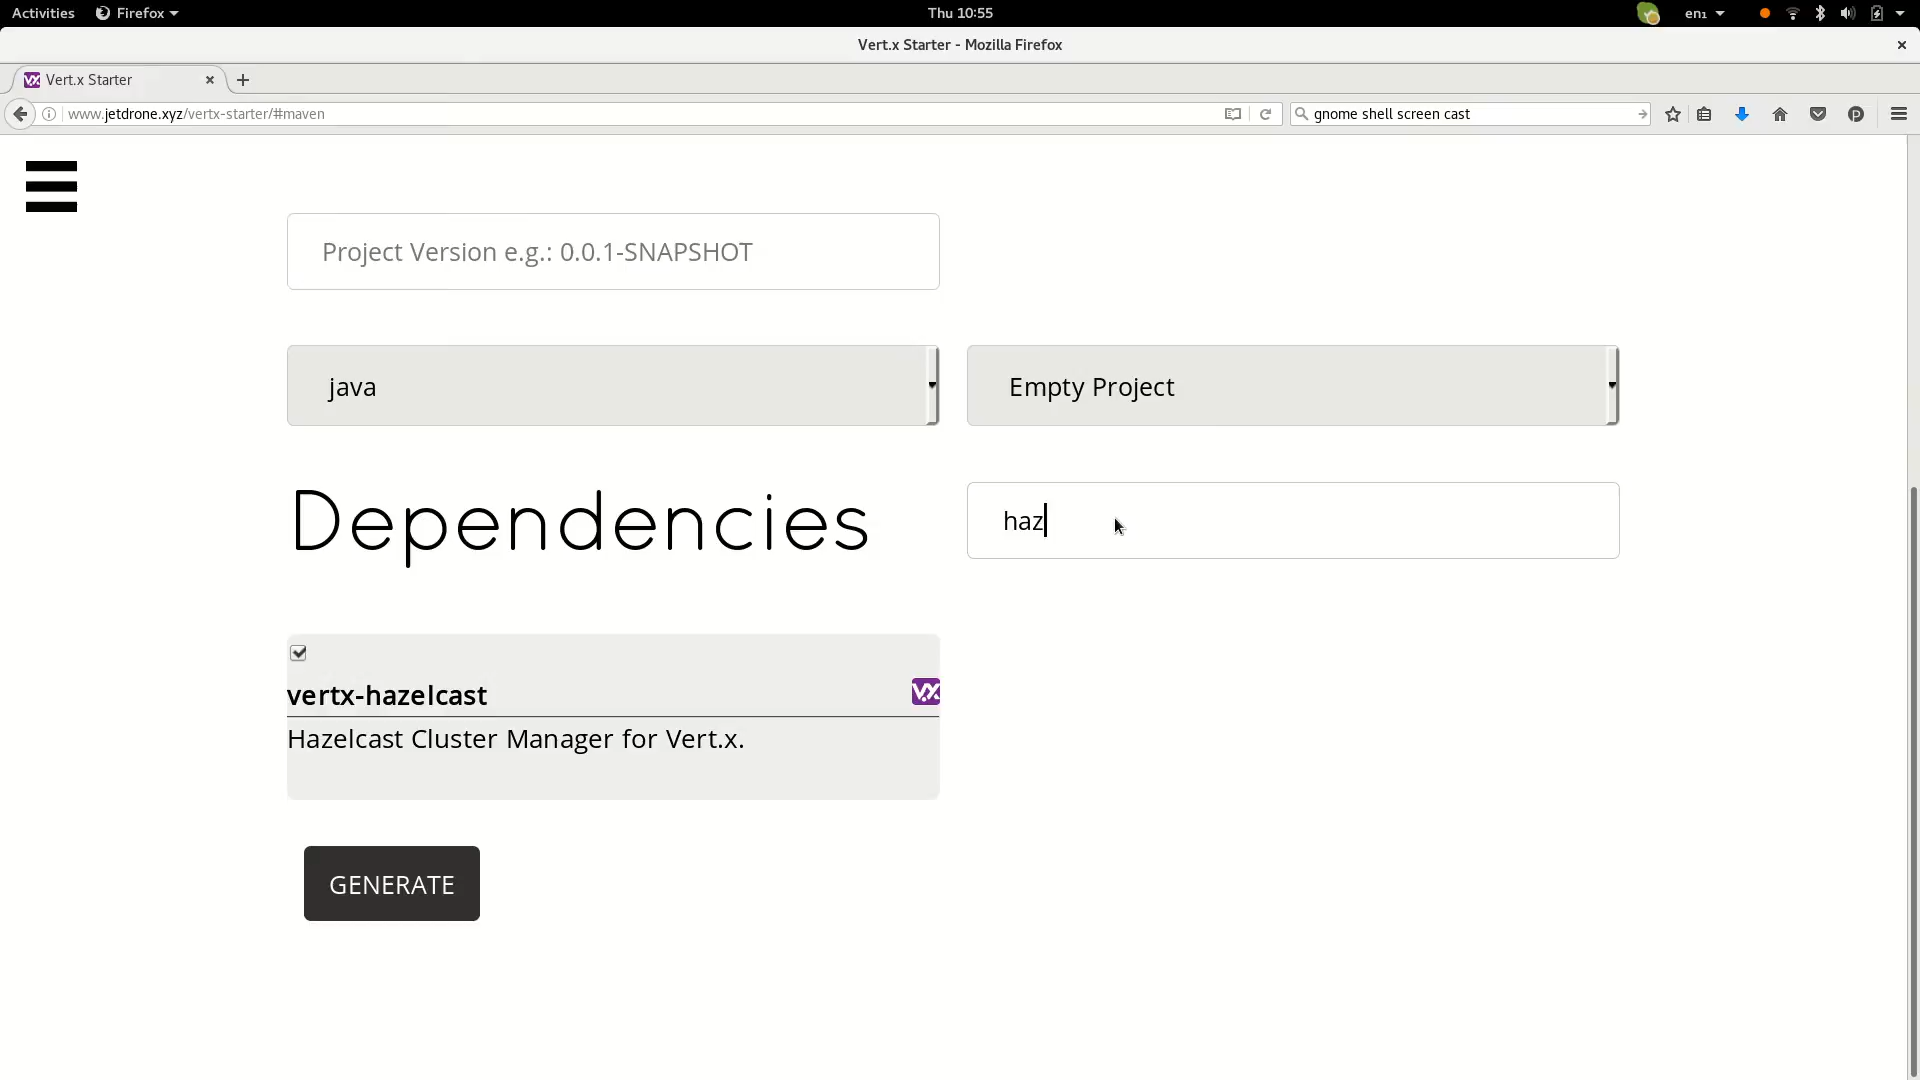 Activities Firefox Thu 10:55 en₁
Vert.x Starter - Mozilla Firefox
Vert.x Starter
www.jetdrone.xyz/vertx-starter/#maven gnome shell screen cast
Project Version e.g.: 0.0.1-SNAPSHOT
java Empty Project
Dependencies haz
vertx-hazelcast
Hazelcast Cluster Manager for Vert.x.
GENERATE